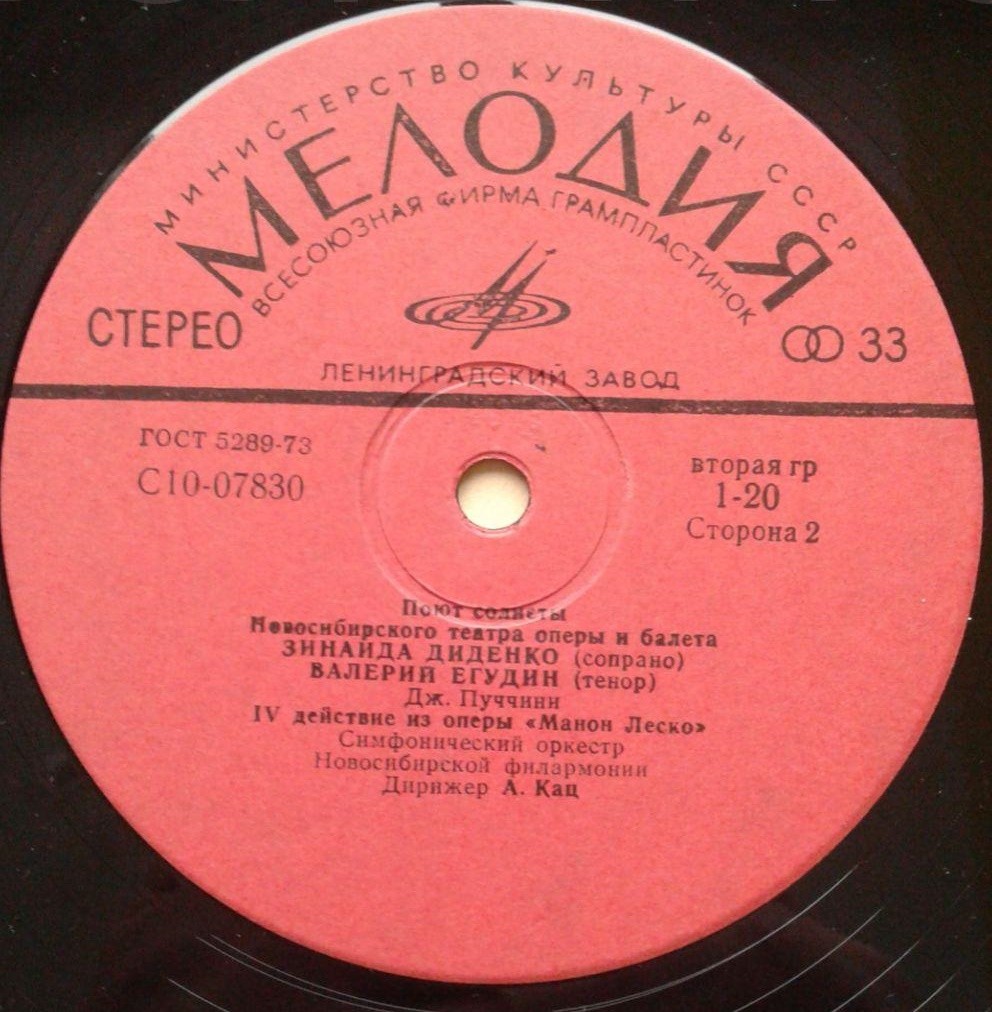 МИНИСТЕРСТВО КУЛЬТУРЫ СССР
МЕЛОДИЯ
ВСЕСОЮЗНАЯ ФИРМА ГРАМПЛАСТИНОК
СТЕРЕО
33
ЛЕНИНГРАДСКИЙ ЗАВОД
ГОСТ 5289-73
С10-07830
вторая гр
1-20
Сторона 2
Поют солисты
Новосибирского театра оперы и балета
ЗИНАИДА ДИДЕНКО (сопрано)
ВАЛЕРИЙ ЕГУДИН (тенор)
Дж. Пуччини
IV действие из оперы «Манон Леско»
Симфонический оркестр
Новосибирской филармонии
Дирижер А. Кац